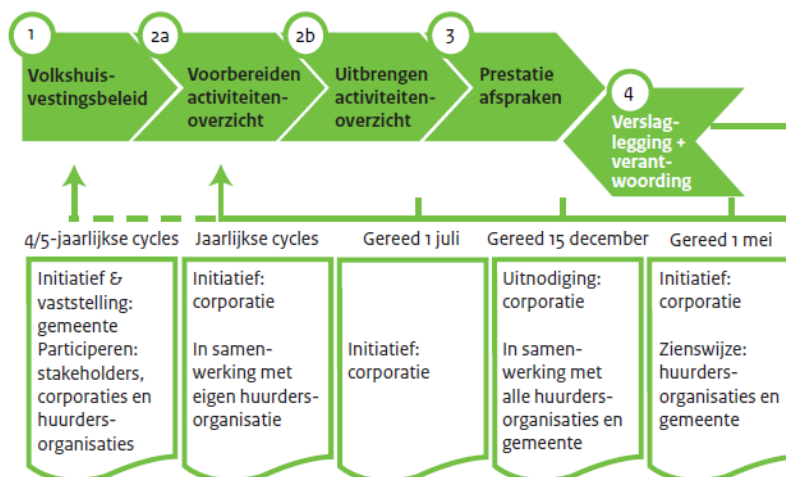 1
Volkshuis-
vestingsbeleid
2a
Voorbereiden
activiteiten-
overzicht
2b
Uitbrengen
activiteiten-
overzicht
3
Prestatie
afspraken
4
Verslag-
legging +
verant-
woording
4/5-jaarlijkse cycles
Jaarlijkse cycles
Gereed 1 juli
Gereed 15 december
Gereed 1 mei
Initiatief &
vaststelling:
gemeente
Participeren:
stakeholders,
corporaties en
huurders-
organisaties
Initiatief:
corporatie
In samen-
werking met
eigen huurders-
organisatie
Initiatief:
corporatie
Uitnodiging:
corporatie
In samen-
werking met
alle huurders-
organisaties en
gemeente
Initiatief:
corporatie
Zienswijze:
huurders-
organisaties en
gemeente